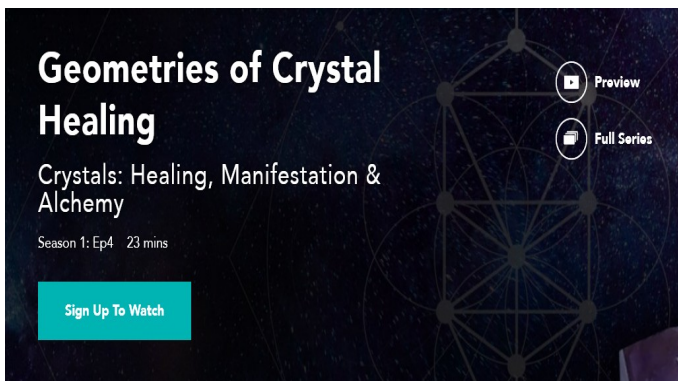 Geometries of Crystal
Healing
Crystals: Healing, Manifestation &
Alchemy
Season 1: Ep4 23 mins
Sign Up To Watch
Preview
Full Series